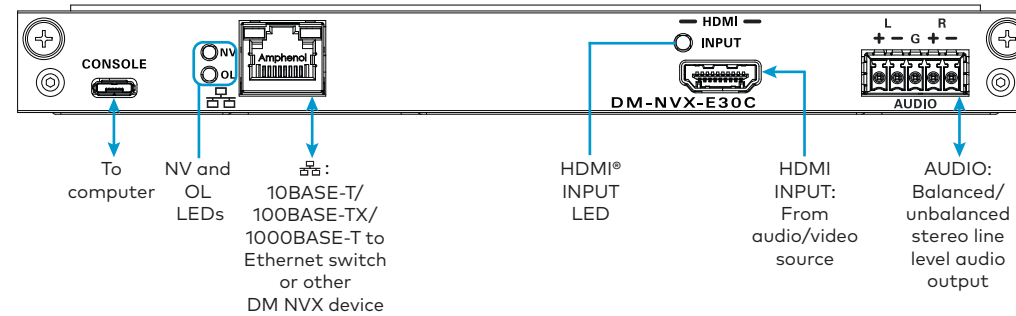 CONSOLE
NV
OL
Amphenol
HDMI
INPUT
DM-NVX-E30C
L R
+ - G + -
AUDIO
To
computer
NV and
OL
LEDs
:
10BASE-T/
100BASE-TX/
1000BASE-T to
Ethernet switch
or other
DM NVX device
HDMI®
INPUT
LED
HDMI
INPUT:
From
audio/video
source
AUDIO:
Balanced/
unbalanced
stereo line
level audio
output